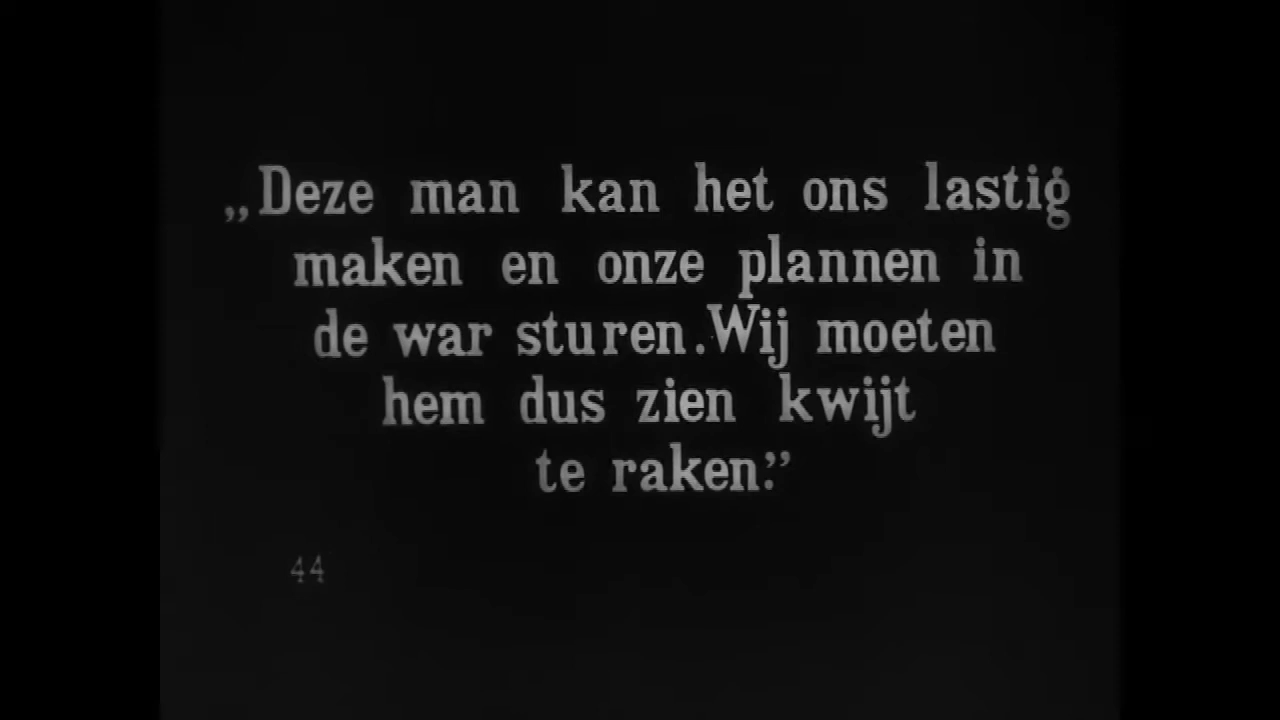 „Deze man kan het ons lastig
maken en onze plannen in
de war sturen. Wij moeten
hem dus zien kwijt
te raken.”
44